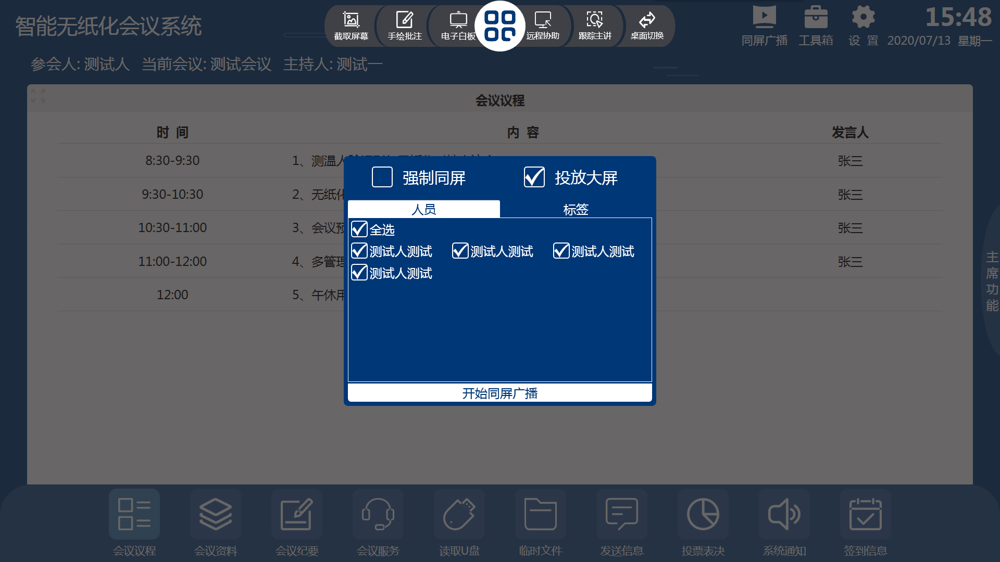 智能无纸化会议系统
截取屏幕 手绘批注 电子白板 远程协助 跟踪主讲 桌面切换
同屏广播 工具箱 设 置
15:48
2020/07/13 星期一
参会人: 测试人 当前会议: 测试会议 主持人: 测试一
会议议程
时 间 内 容 发言人
8:30-9:30 1、测温人 张三
9:30-10:30 2、无纸化 张三
10:30-11:00 3、会议预 张三
11:00-12:00 4、多管理 张三
12:00 5、午休用
强制同屏 投放大屏
人员 标签
全选
测试人测试 测试人测试 测试人测试
测试人测试
开始同屏广播
主席功能
会议议程 会议资料 会议纪要 会议服务 读取U盘 临时文件 发送信息 投票表决 系统通知 签到信息